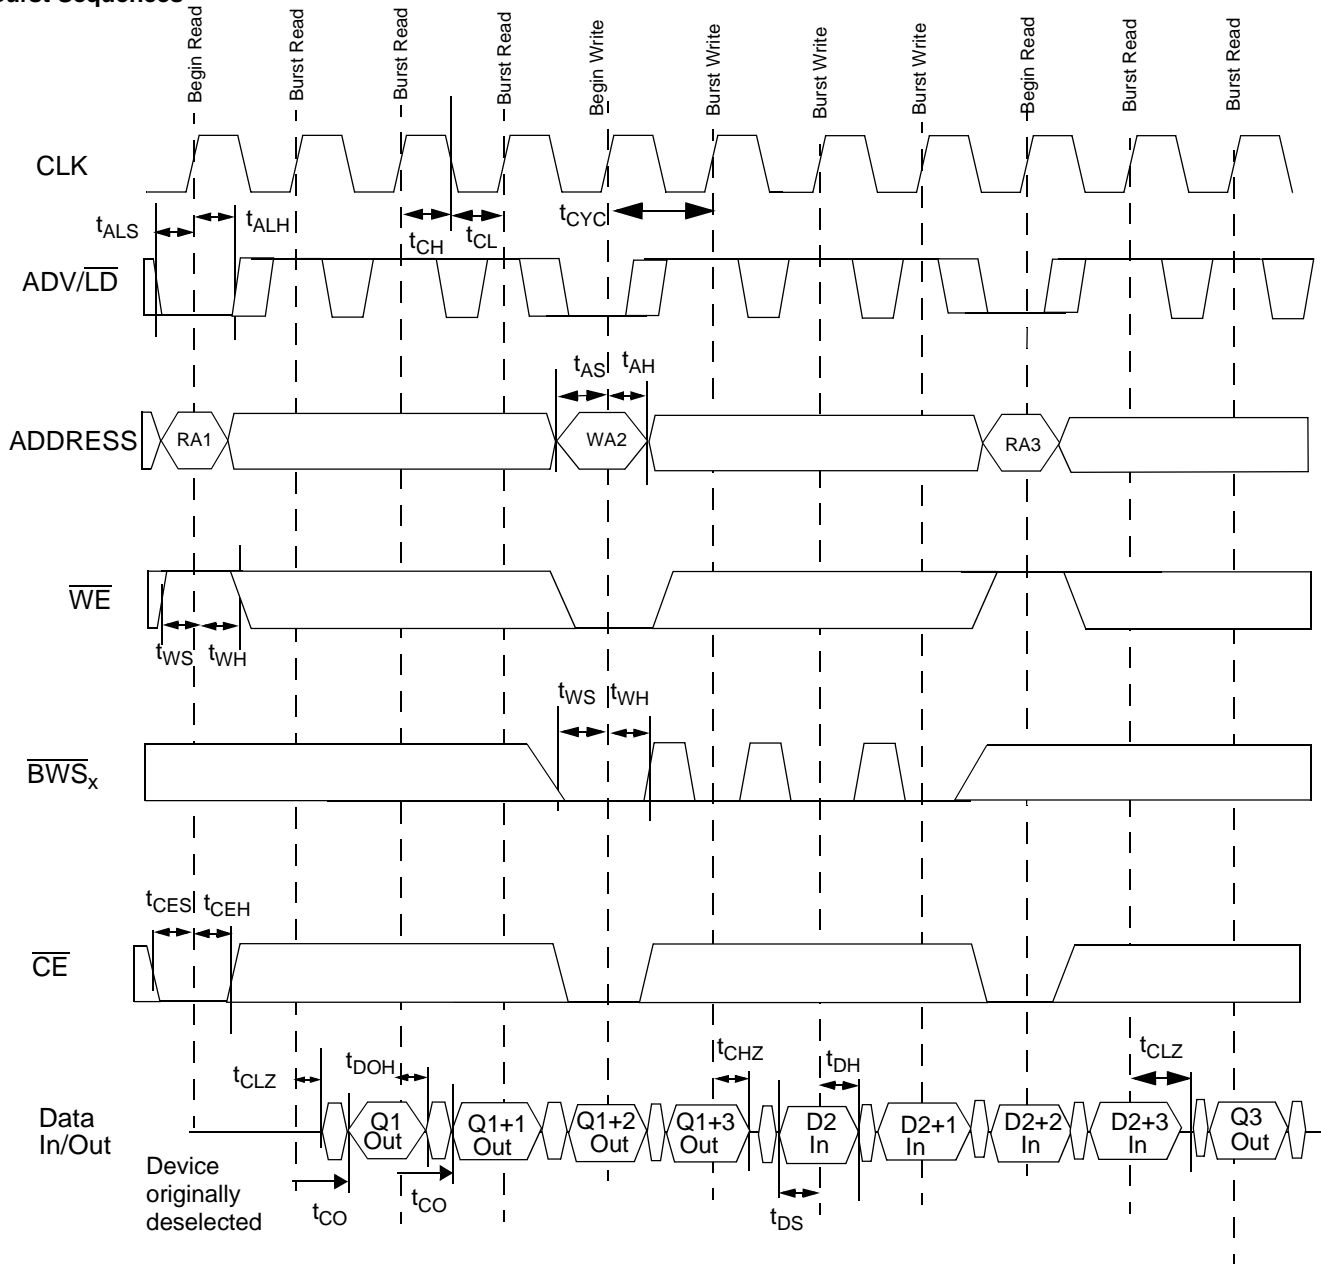 Burst Sequences
Begin Read
Burst Read
Burst Read
Burst Read
Begin Write
Burst Write
Burst Write
Burst Write
Begin Read
Burst Read
Burst Read
CLK
tALS
tALH
tCH
tCL
tCYC
ADV/LD
tAS
tAH
ADDRESS
RA1
WA2
RA3
WE
tWS
tWH
tWS
tWH
BWSx
tCES
tCEH
CE
tCLZ
tDOH
tCHZ
tDH
tCLZ
Data
In/Out
Q1
Out
Q1+1
Out
Q1+2
Out
Q1+3
Out
D2
In
D2+1
In
D2+2
In
D2+3
In
Q3
Out
Device
originally
deselected
tCO
tCO
tDS